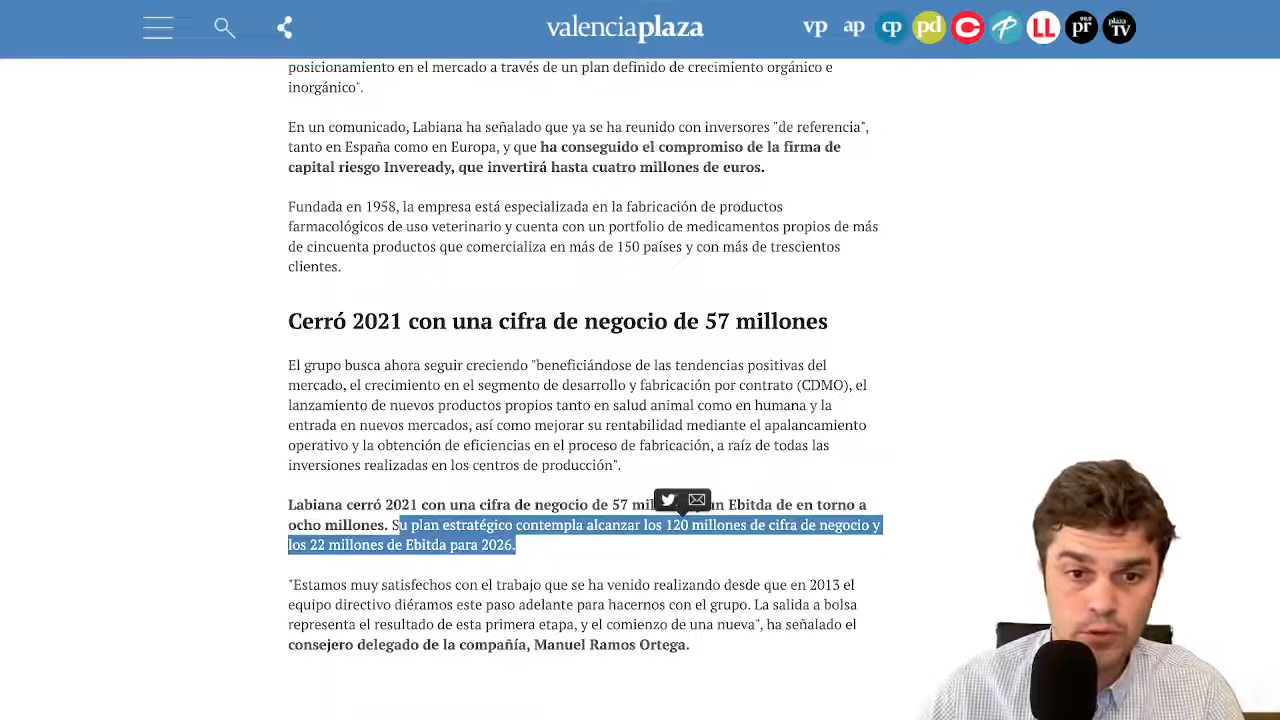 valenciaplaza
vp ap cp pd C P LL 99.9 pr plaza TV
posicionamiento en el mercado a través de un plan definido de crecimiento orgánico e
inorgánico".
En un comunicado, Labiana ha señalado que ya se ha reunido con inversores "de referencia",
tanto en España como en Europa, y que ha conseguido el compromiso de la firma de
capital riesgo Inveready, que invertirá hasta cuatro millones de euros.
Fundada en 1958, la empresa está especializada en la fabricación de productos
farmacológicos de uso veterinario y cuenta con un portfolio de medicamentos propios de más
de cincuenta productos que comercializa en más de 150 países y con más de trescientos
clientes.
Cerró 2021 con una cifra de negocio de 57 millones
El grupo busca ahora seguir creciendo "beneficiándose de las tendencias positivas del
mercado, el crecimiento en el segmento de desarrollo y fabricación por contrato (CDMO), el
lanzamiento de nuevos productos propios tanto en salud animal como en humana y la
entrada en nuevos mercados, así como mejorar su rentabilidad mediante el apalancamiento
operativo y la obtención de eficiencias en el proceso de fabricación, a raíz de todas las
inversiones realizadas en los centros de producción".
Labiana cerró 2021 con una cifra de negocio de 57 mil un Ebitda de en torno a
ocho millones. Su plan estratégico contempla alcanzar los 120 millones de cifra de negocio y
los 22 millones de Ebitda para 2026.
"Estamos muy satisfechos con el trabajo que se ha venido realizando desde que en 2013 el
equipo directivo diéramos este paso adelante para hacernos con el grupo. La salida a bolsa
representa el resultado de esta primera etapa, y el comienzo de una nueva", ha señalado el
consejero delegado de la compañía, Manuel Ramos Ortega.